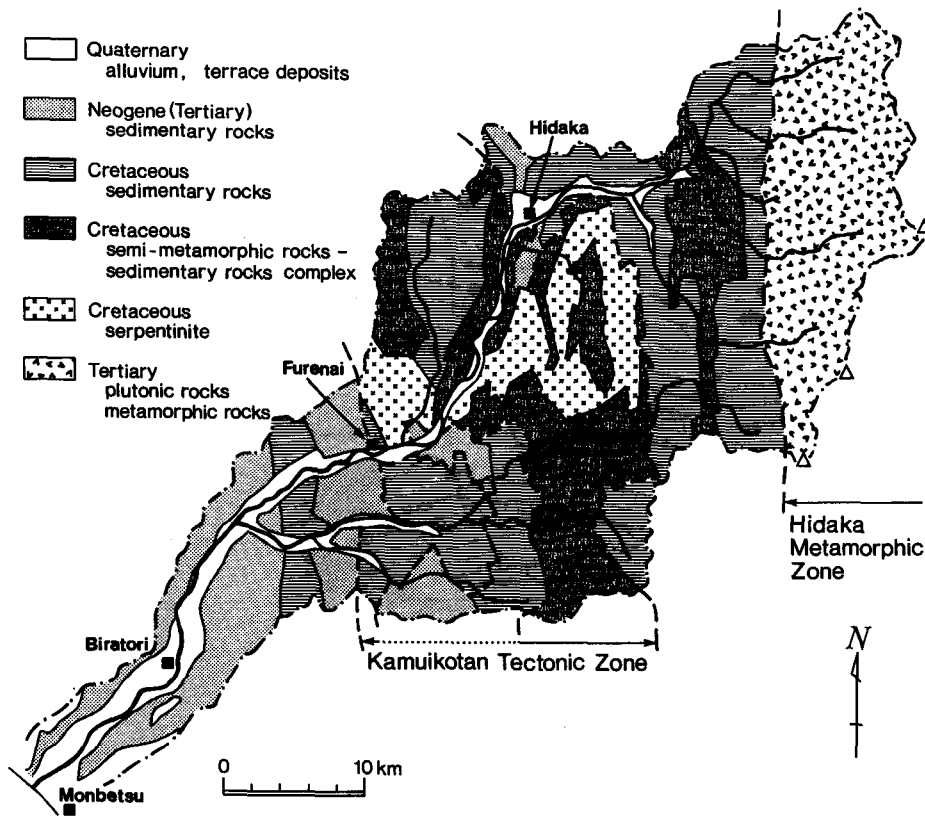 Quaternary
alluvium, terrace deposits
Neogene (Tertiary)
sedimentary rocks
Cretaceous
sedimentary rocks
Cretaceous
semi-metamorphic rocks –
sedimentary rocks complex
Cretaceous
serpentinite
Tertiary
plutonic rocks
metamorphic rocks
Hidaka
Furenai
Hidaka
Metamorphic
Zone
Biratori
Kamuikotan Tectonic Zone
N
0 10 km
Monbetsu